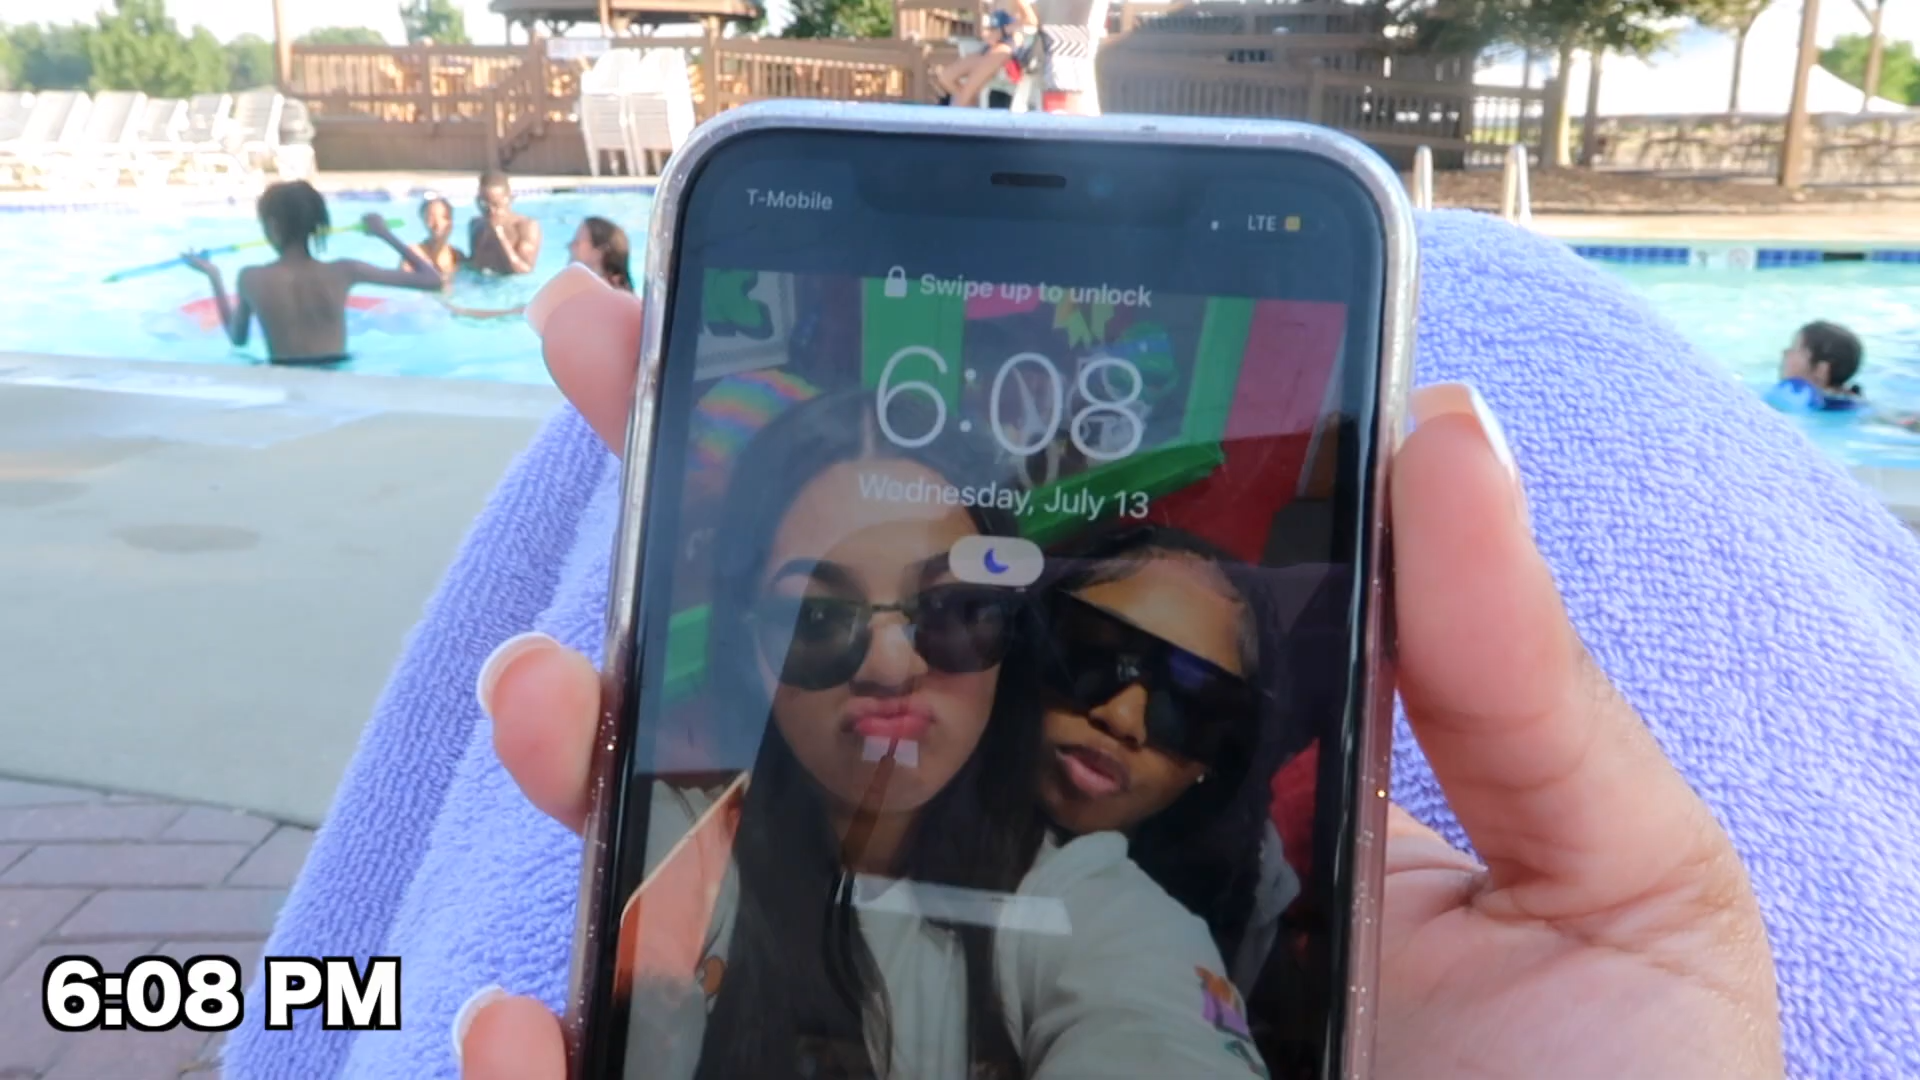 T-Mobile
LTE
Swipe up to unlock
6:08
Wednesday, July 13
6:08 PM